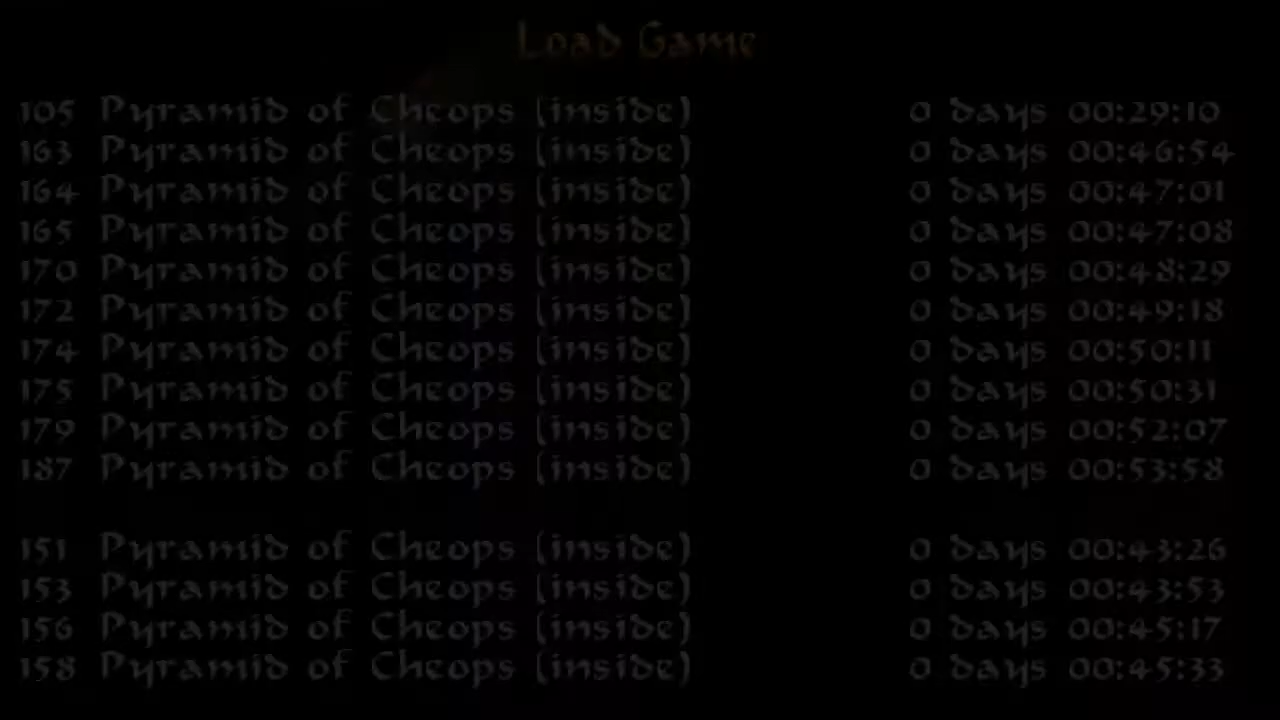 Load Game
105 Pyramid of Cheops (inside) 0 days 00:29:10
163 Pyramid of Cheops (inside) 0 days 00:46:54
164 Pyramid of Cheops (inside) 0 days 00:47:01
165 Pyramid of Cheops (inside) 0 days 00:47:08
170 Pyramid of Cheops (inside) 0 days 00:48:29
172 Pyramid of Cheops (inside) 0 days 00:49:18
174 Pyramid of Cheops (inside) 0 days 00:50:11
175 Pyramid of Cheops (inside) 0 days 00:50:31
179 Pyramid of Cheops (inside) 0 days 00:52:07
187 Pyramid of Cheops (inside) 0 days 00:53:58
151 Pyramid of Cheops (inside) 0 days 00:43:26
153 Pyramid of Cheops (inside) 0 days 00:43:53
156 Pyramid of Cheops (inside) 0 days 00:45:17
158 Pyramid of Cheops (inside) 0 days 00:45:33